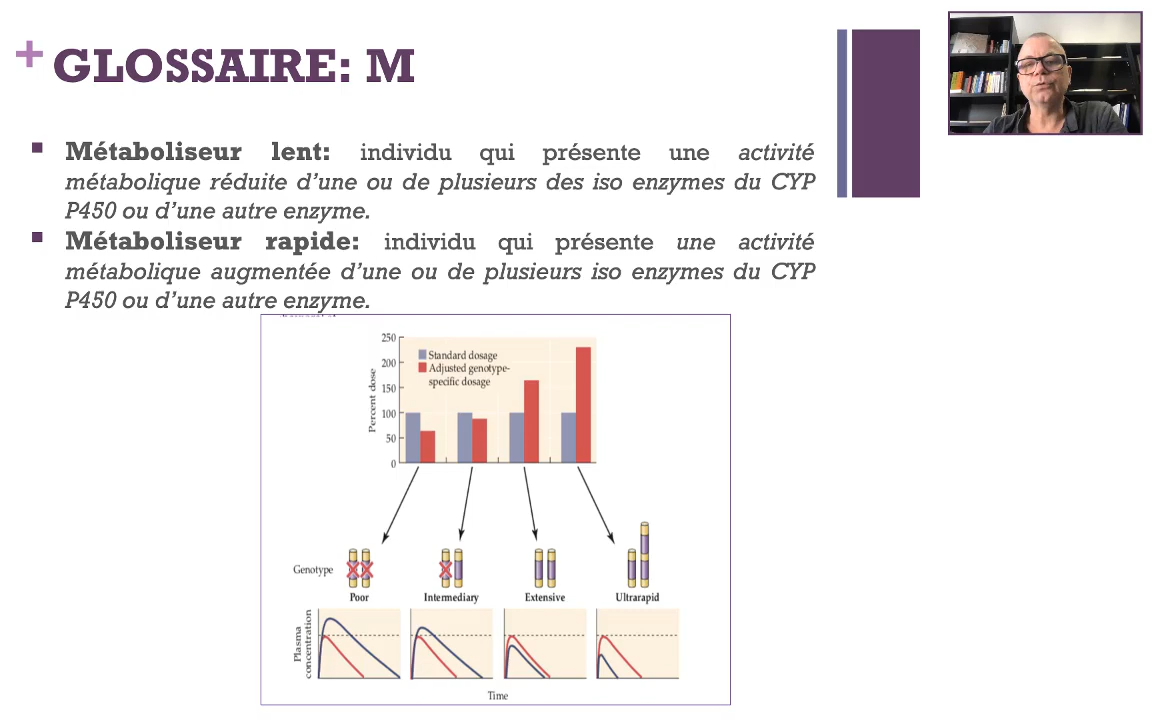 + GLOSSAIRE: M
Métaboliseur lent: individu qui présente une activité
métabolique réduite d’une ou de plusieurs des iso enzymes du CYP
P450 ou d’une autre enzyme.
Métaboliseur rapide: individu qui présente une activité
métabolique augmentée d’une ou de plusieurs iso enzymes du CYP
P450 ou d’une autre enzyme.
250
200
150
100
50
0
Percent dose
Standard dosage
Adjusted genotype-
specific dosage
Genotype
Poor
Intermediary
Extensive
Ultrarapid
Plasma
concentration
Time